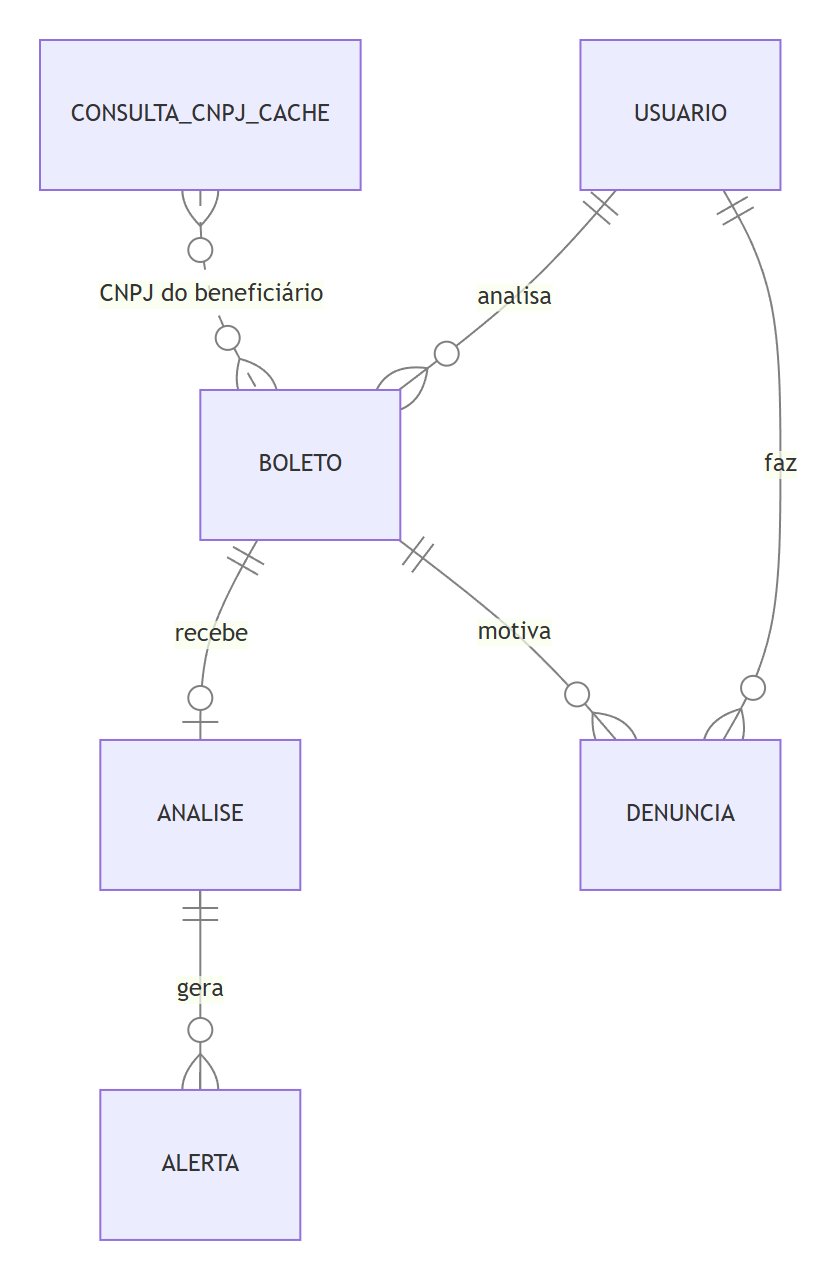 CONSULTA_CNPJ_CACHE
USUARIO
CNPJ do beneficiário
analisa
BOLETO
faz
recebe
motiva
ANALISE
DENUNCIA
gera
ALERTA